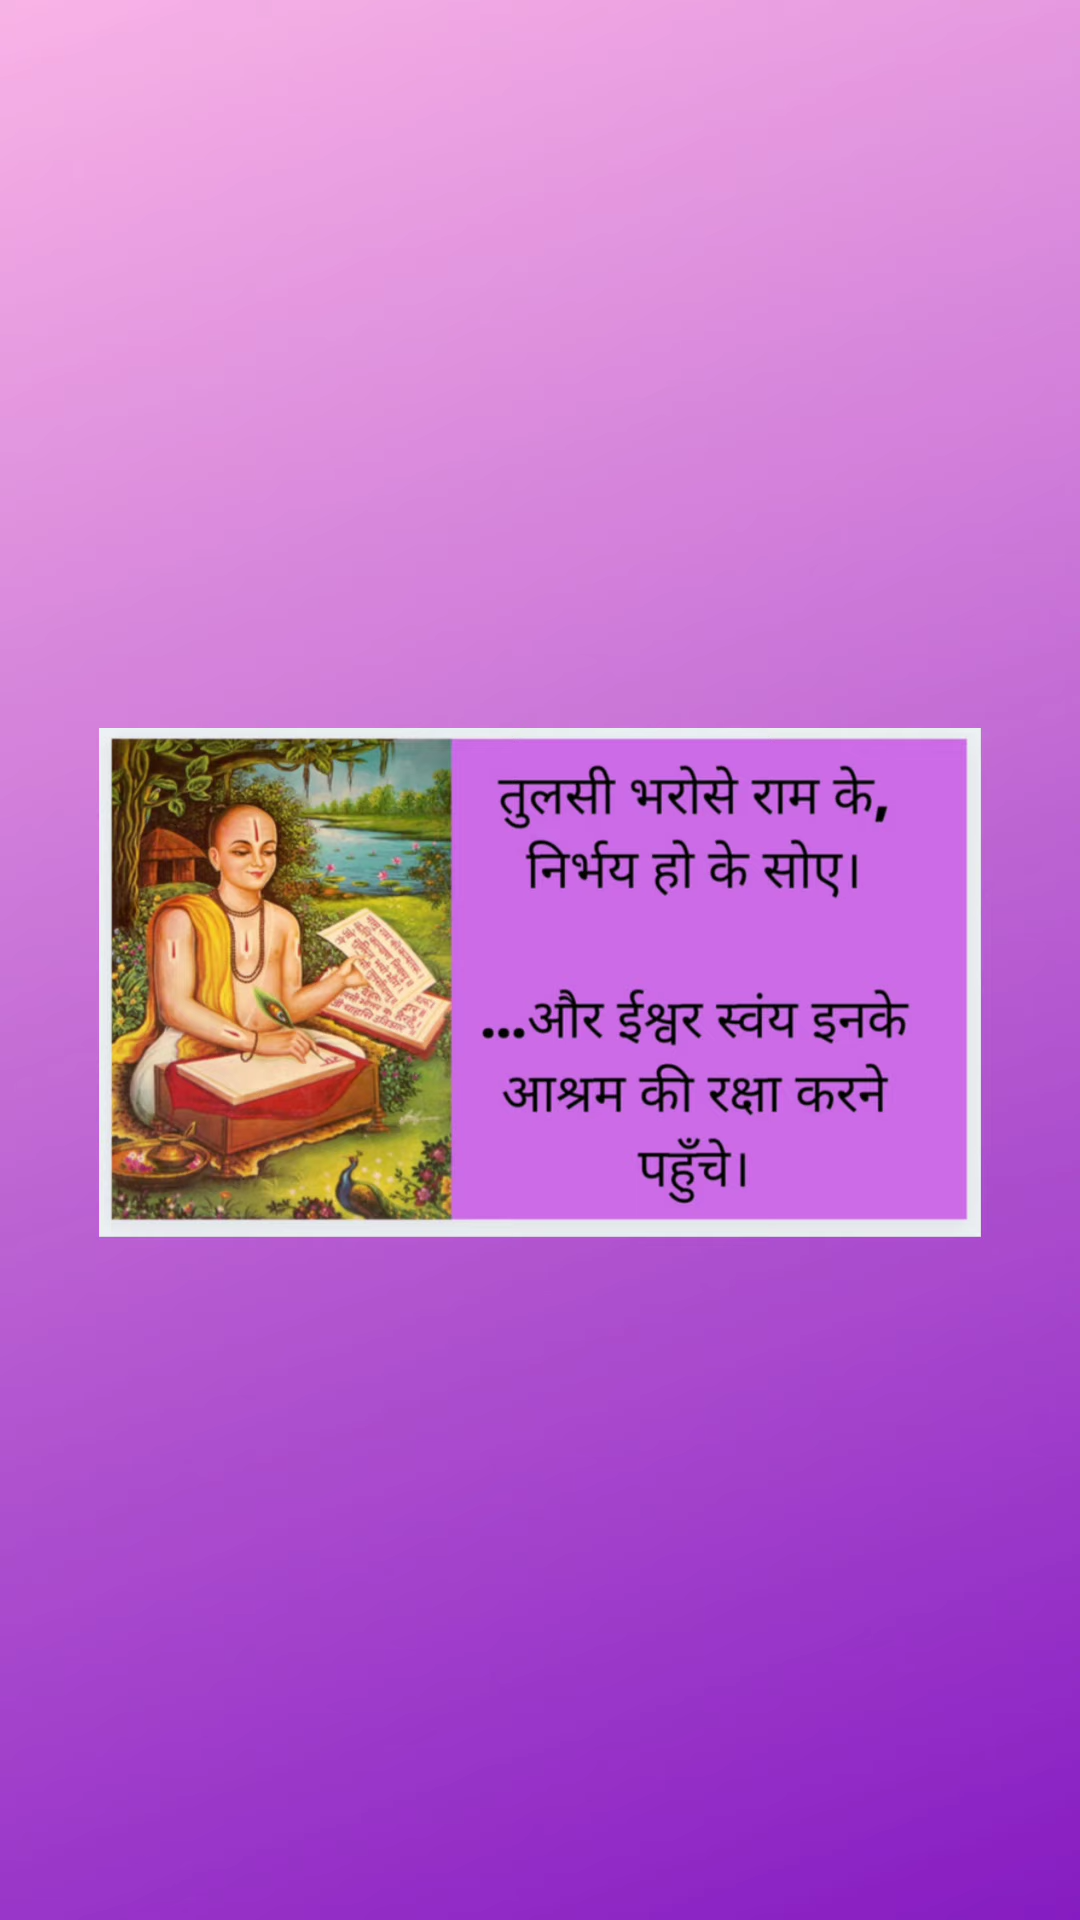 तुलसी भरोसे राम के,
निर्भय हो के सोए।
...और ईश्वर स्वंय इनके
आश्रम की रक्षा करने
पहुँचे।